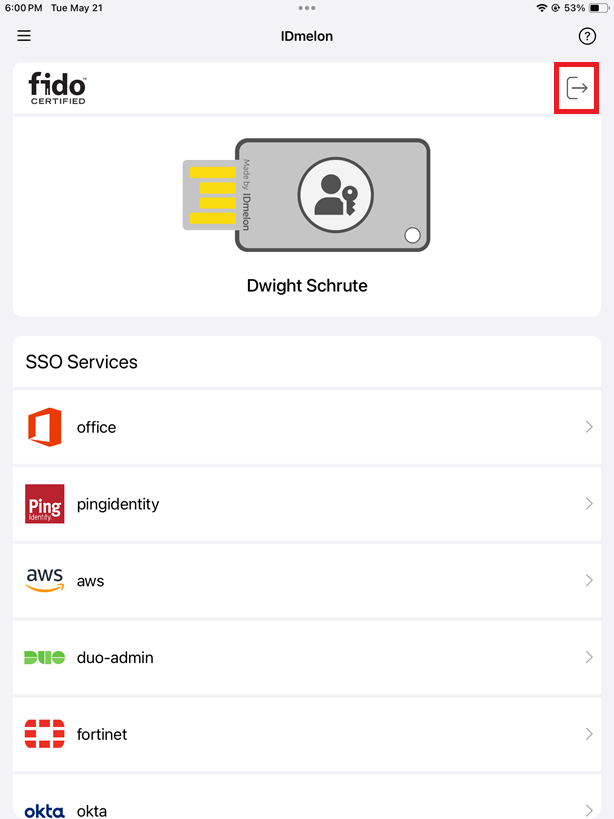 6:00 PM Tue May 21
53%
IDmelon
?
fido™
CERTIFIED
Made by IDmelon
Dwight Schrute
SSO Services
office
Ping
Identity.
pingidentity
aws
aws
DUO
duo-admin
fortinet
okta
okta